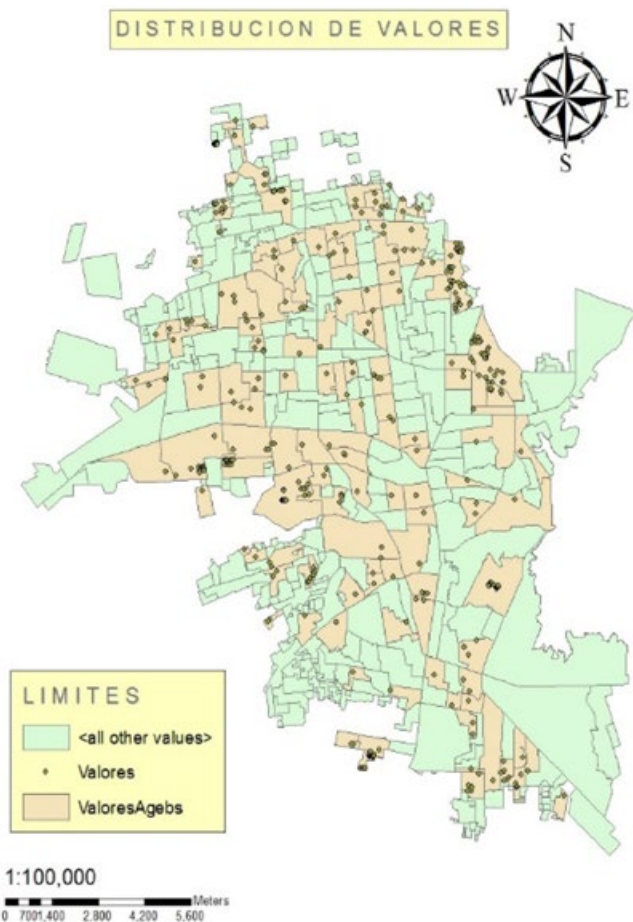 DISTRIBUCION DE VALORES
N
W E
S
LIMITES
<all other values>
Valores
ValoresAgebs
1:100,000
Meters
0 7001,400 2,800 4,200 5,600